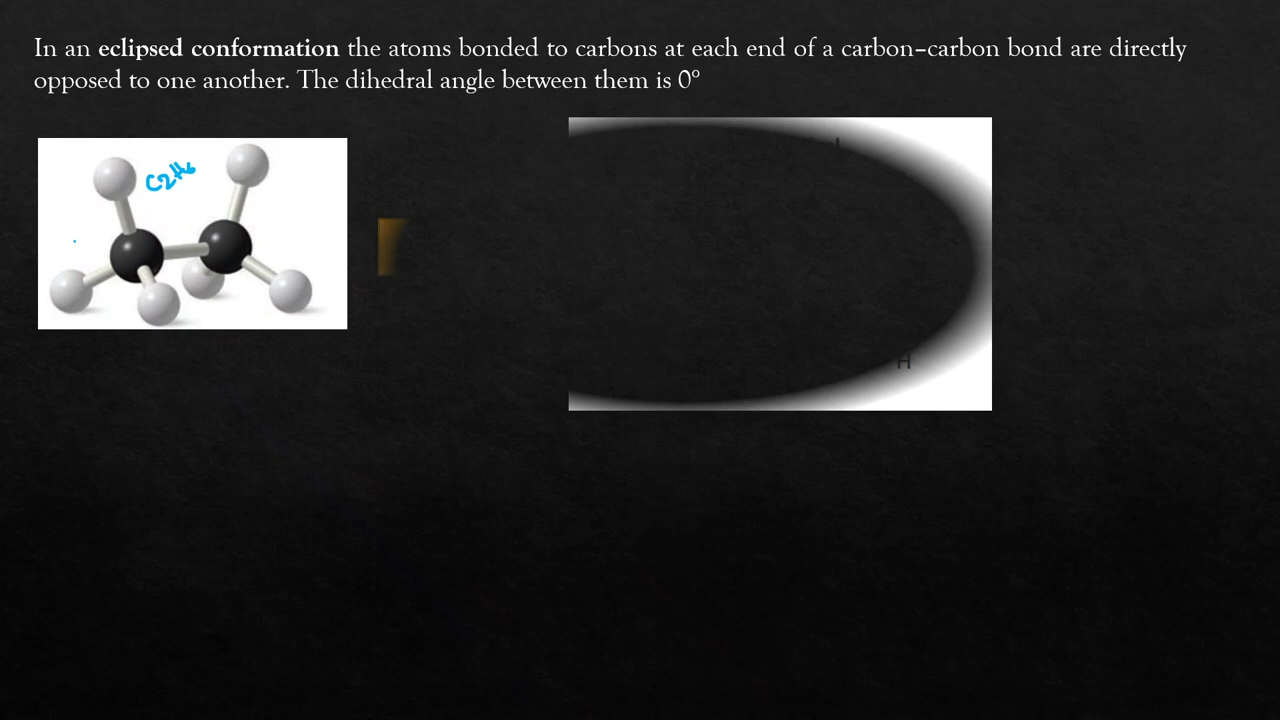 In an eclipsed conformation the atoms bonded to carbons at each end of a carbon–carbon bond are directly
opposed to one another. The dihedral angle between them is 0°
C2H6
H